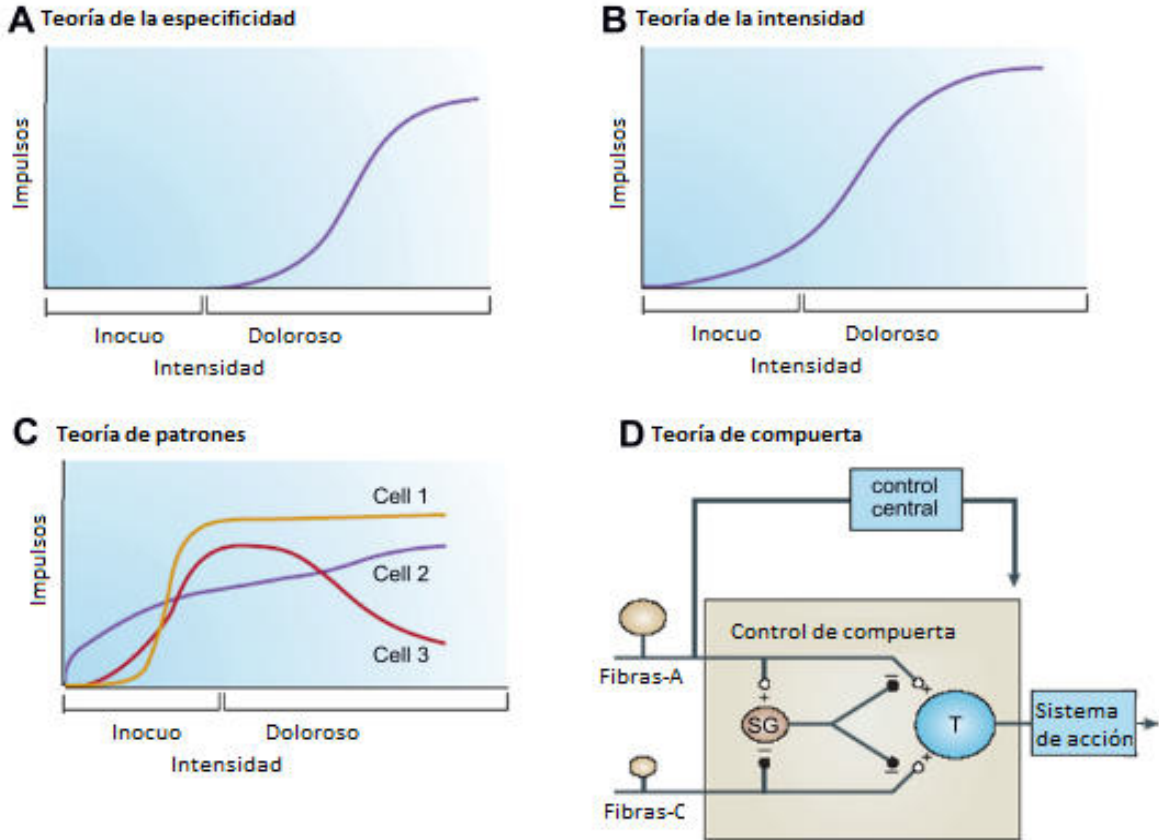 A Teoría de la especificidad
Impulsos
Inocuo Doloroso
Intensidad
B Teoría de la intensidad
Impulsos
Inocuo Doloroso
Intensidad
C Teoría de patrones
Impulsos
Cell 1
Cell 2
Cell 3
Inocuo Doloroso
Intensidad
D Teoría de compuerta
control
central
Control de compuerta
Fibras-A
+
+
SG
T
Sistema
de acción
–
–
–
+
Fibras-C